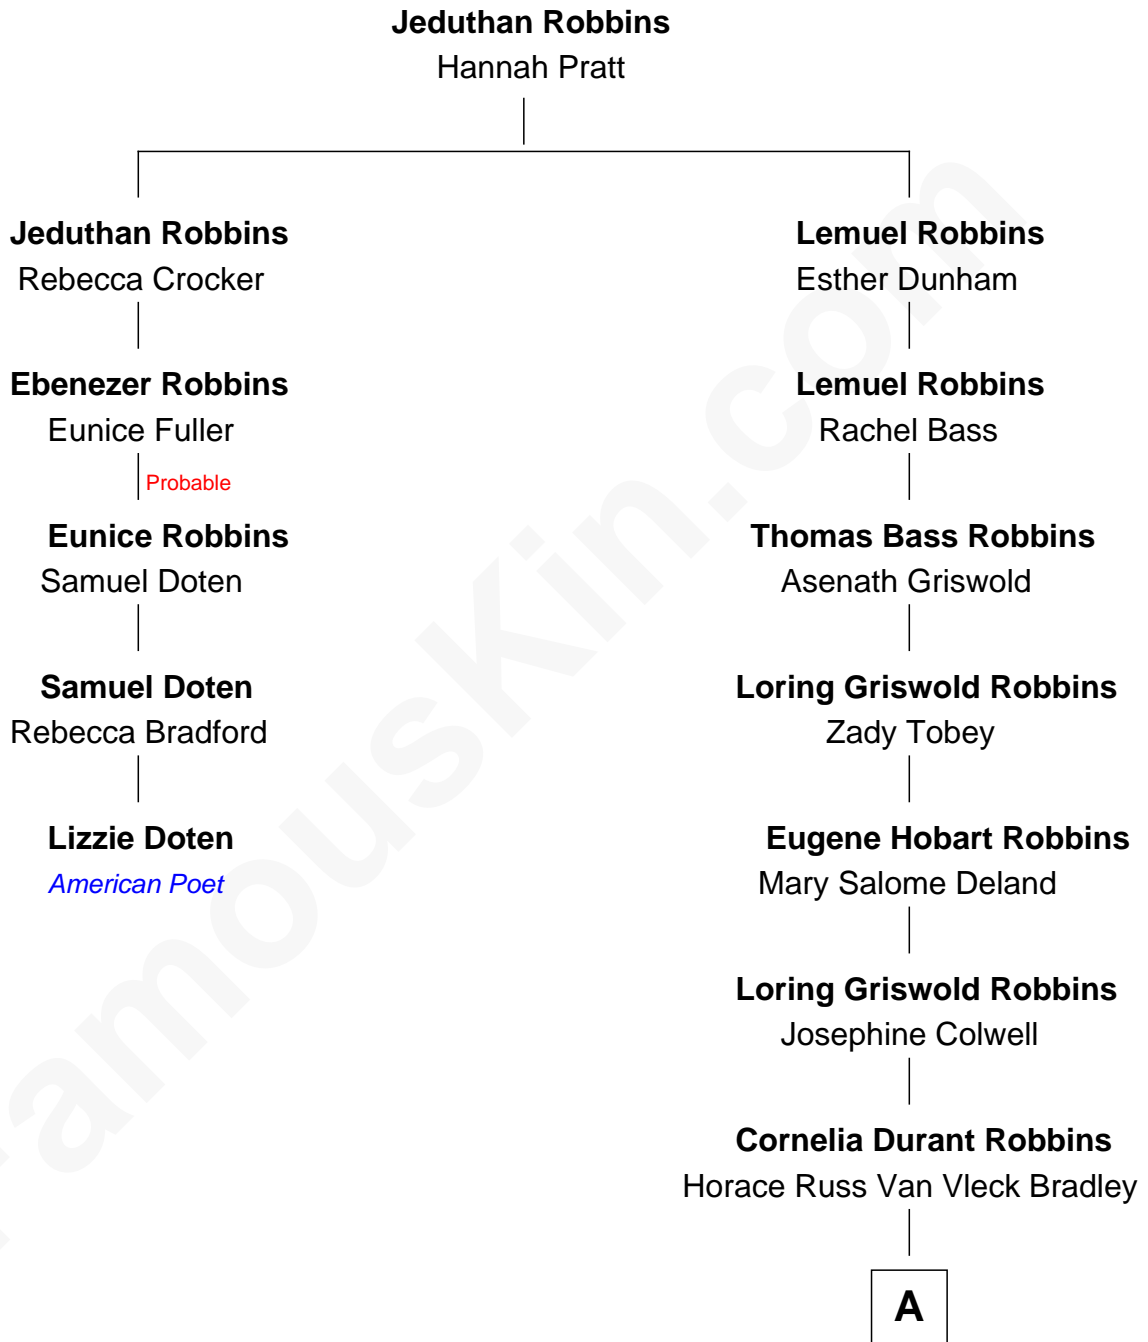 Jeduthan Robbins
Hannah Pratt
Jeduthan Robbins
Rebecca Crocker
Ebenezer Robbins
Eunice Fuller
Probable
Eunice Robbins
Samuel Doten
Samuel Doten
Rebecca Bradford
Lizzie Doten
American Poet
Lemuel Robbins
Esther Dunham
Lemuel Robbins
Rachel Bass
Thomas Bass Robbins
Asenath Griswold
Loring Griswold Robbins
Zady Tobey
Eugene Hobart Robbins
Mary Salome Deland
Loring Griswold Robbins
Josephine Colwell
Cornelia Durant Robbins
Horace Russ Van Vleck Bradley
A
FamousKin.com